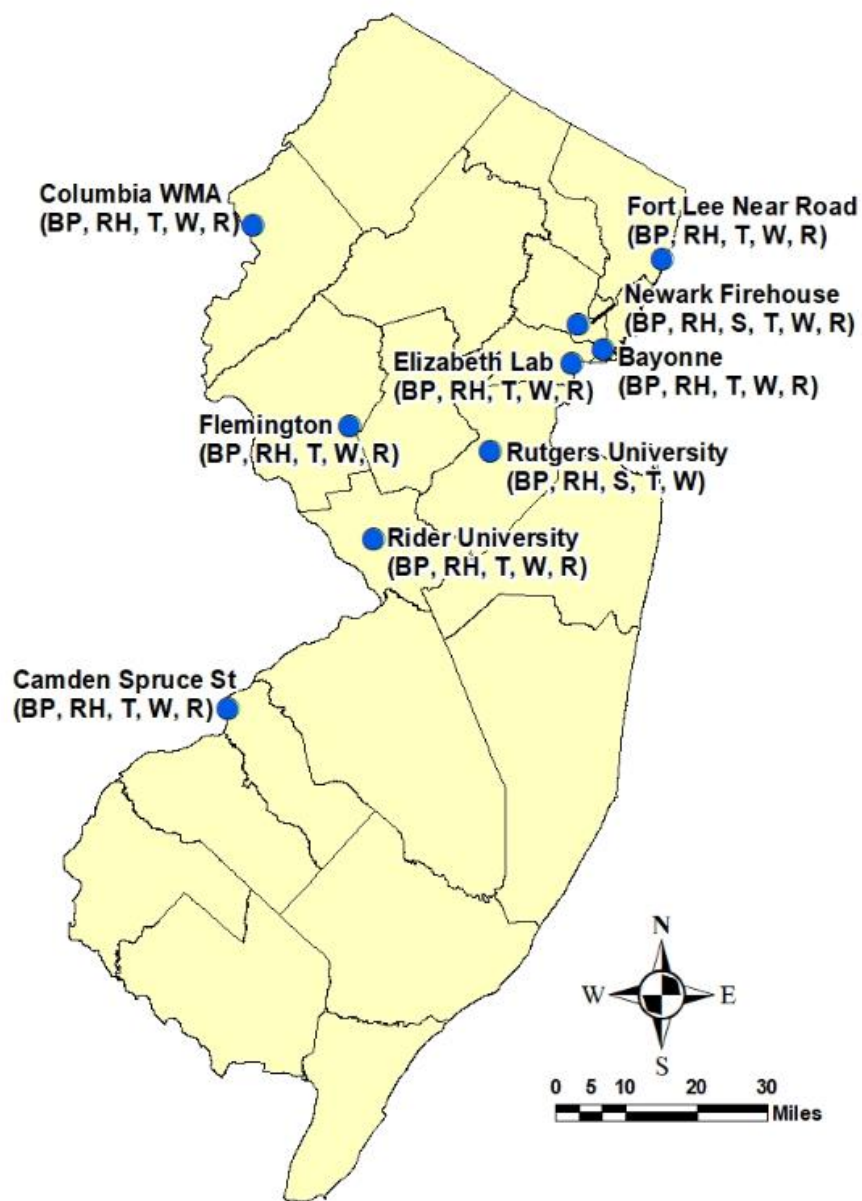 Columbia WMA
(BP, RH, T, W, R)
Fort Lee Near Road
(BP, RH, T, W, R)
Newark Firehouse
(BP, RH, S, T, W, R)
Elizabeth Lab
(BP, RH, T, W, R)
Bayonne
(BP, RH, T, W, R)
Flemington
(BP, RH, T, W, R)
Rutgers University
(BP, RH, S, T, W)
Rider University
(BP, RH, T, W, R)
Camden Spruce St
(BP, RH, T, W, R)
N
W E
S
0 5 10 20 30
Miles